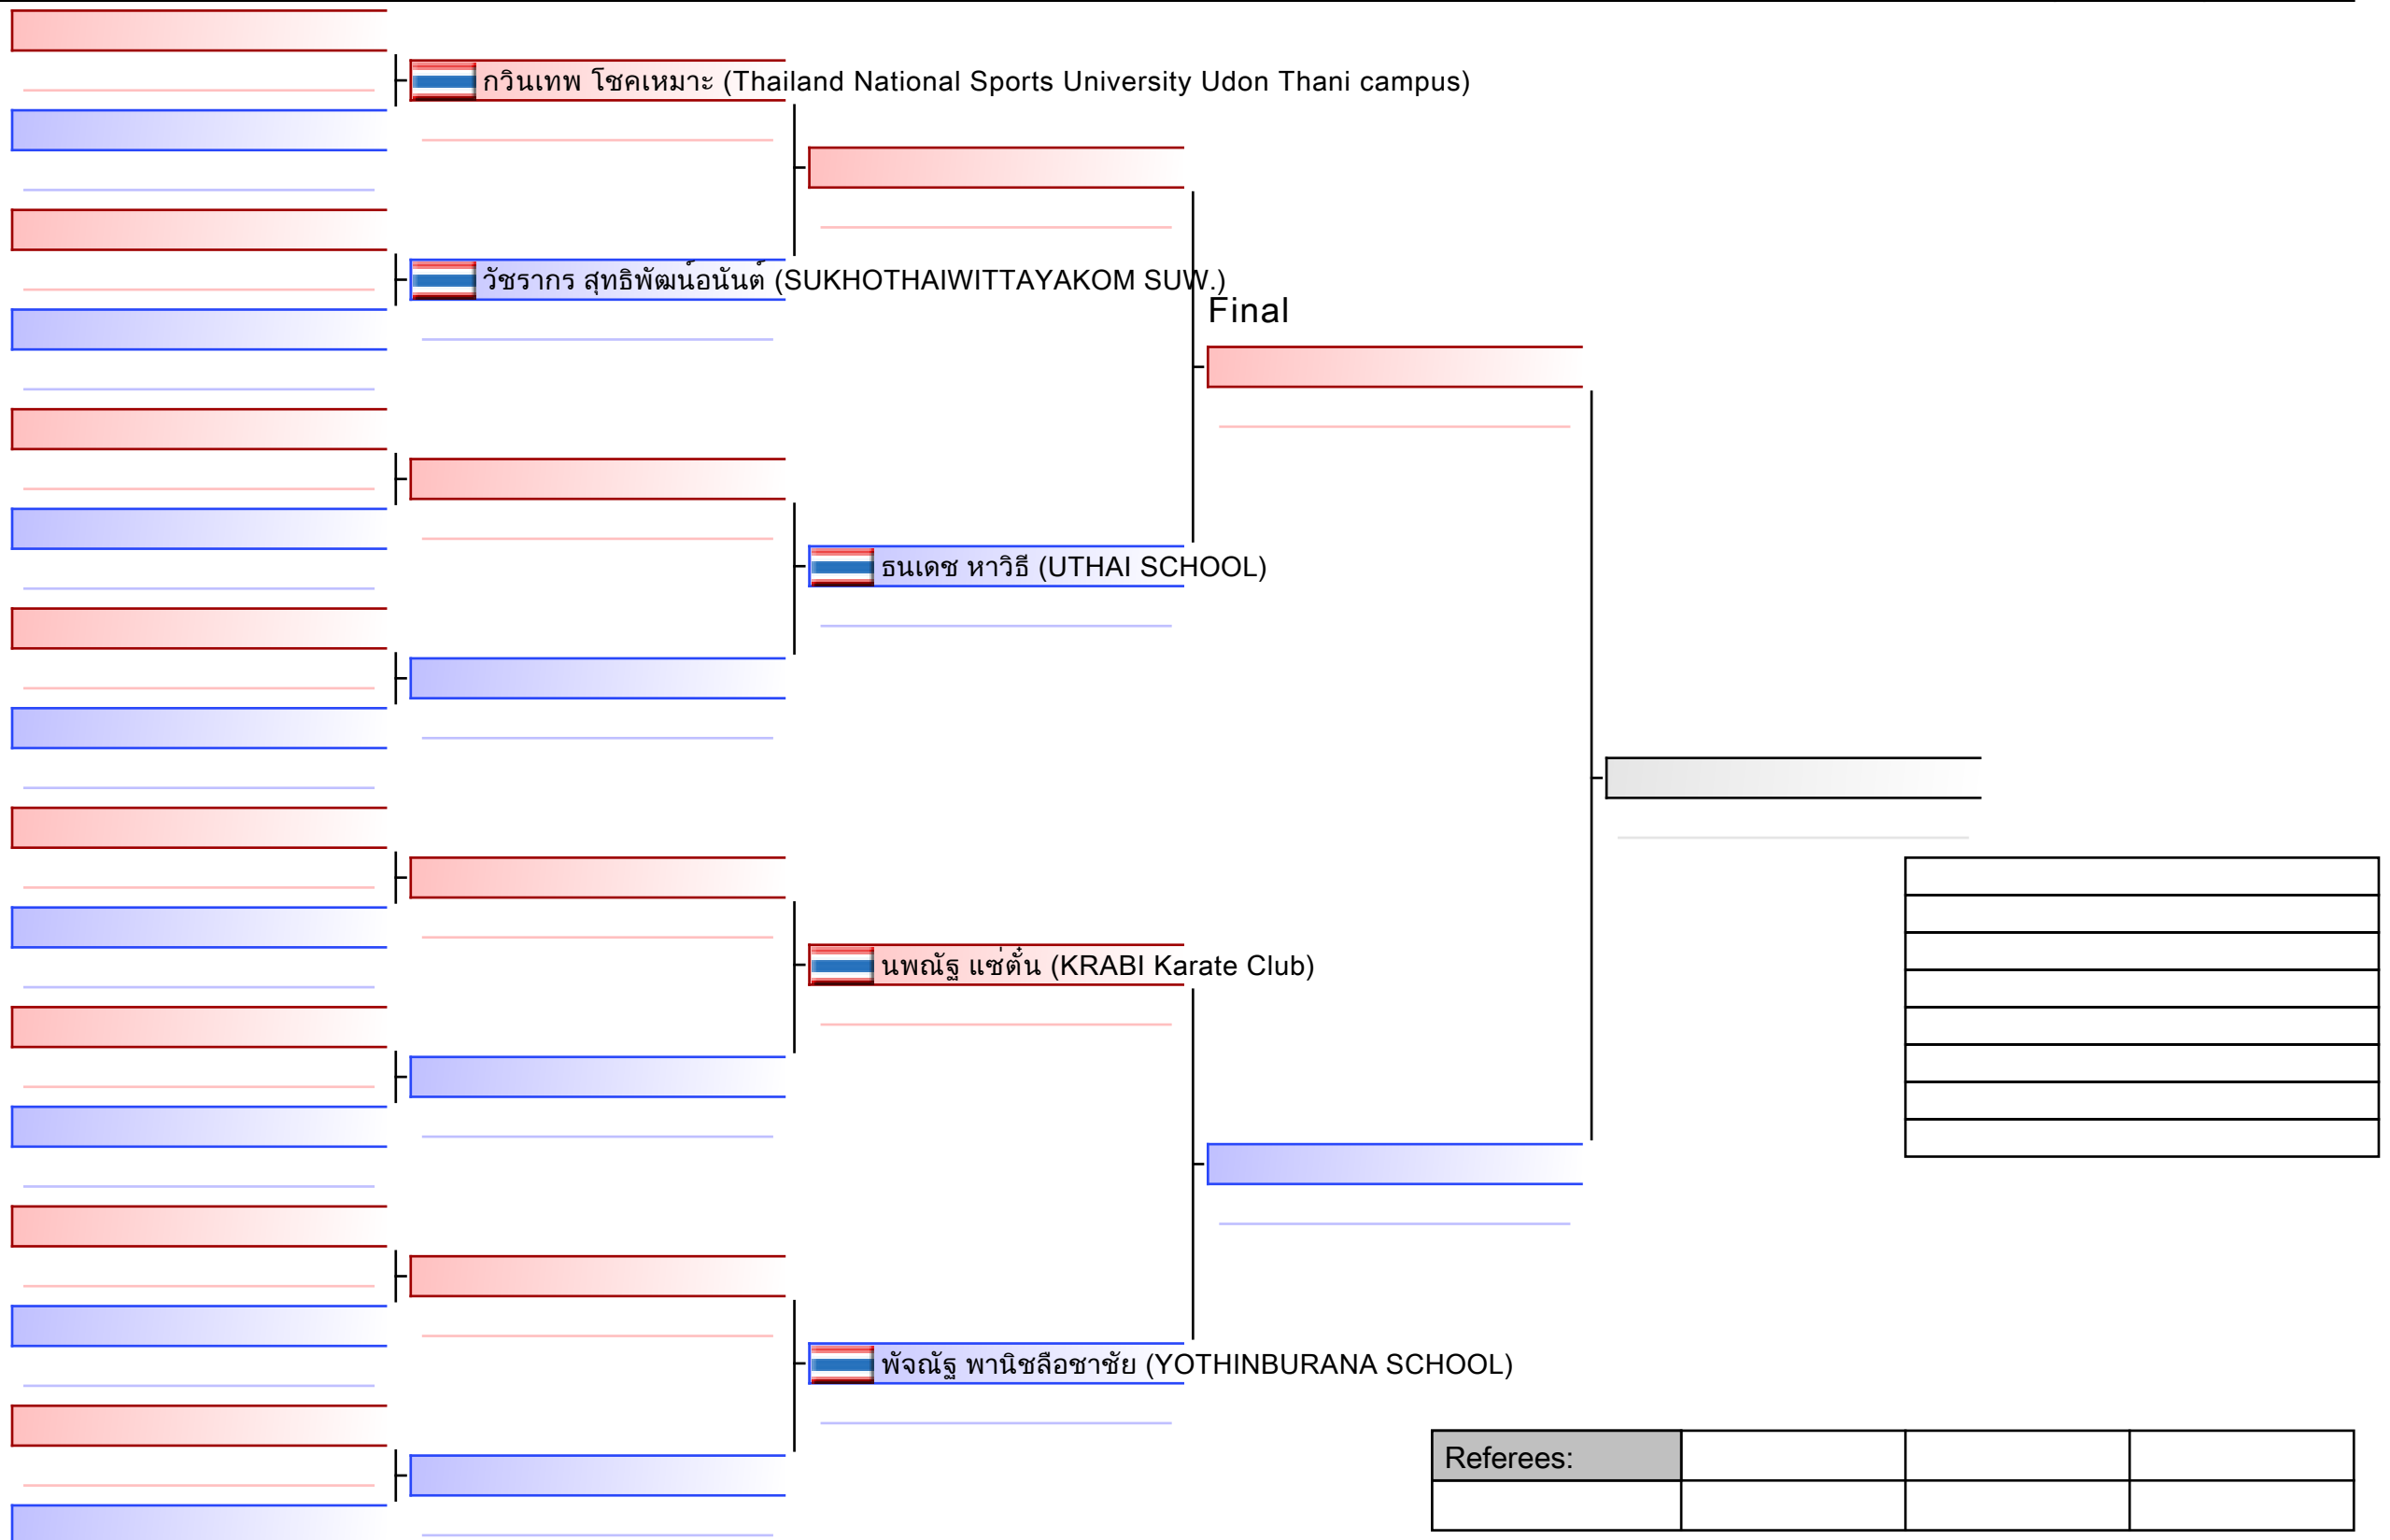 กวินเทพ โชคเหมาะ (Thailand National Sports University Udon Thani campus)
วัชรากร สุทธิพัฒน์อนันต์ (SUKHOTHAIWITTAYAKOM SUW.)
Final
ธนเดช หาวิธี (UTHAI SCHOOL)
นพณัฐ แซ่ตั๋น (KRABI Karate Club)
พัจณัฐ พานิชลือชาชัย (YOTHINBURANA SCHOOL)
Referees: